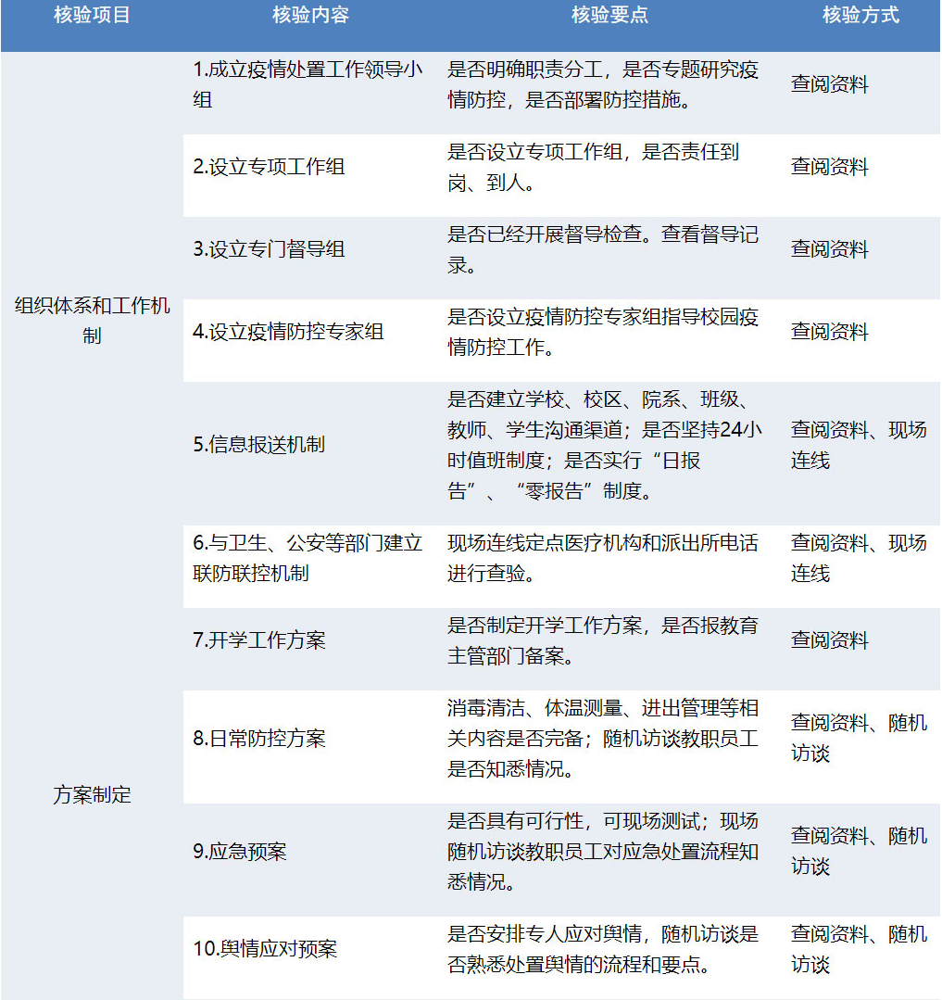 核验项目 核验内容 核验要点 核验方式
组织体系和工作机
制
1.成立疫情处置工作领导小
组
是否明确职责分工，是否专题研究疫
情防控，是否部署防控措施。
查阅资料
2.设立专项工作组
是否设立专项工作组，是否责任到
岗、到人。
查阅资料
3.设立专门督导组
是否已经开展督导检查。查看督导记
录。
查阅资料
4.设立疫情防控专家组
是否设立疫情防控专家组指导校园疫
情防控工作。
查阅资料
5.信息报送机制
是否建立学校、校区、院系、班级、
教师、学生沟通渠道；是否坚持24小
时值班制度；是否实行“日报
告”、“零报告”制度。
查阅资料、现场
连线
6.与卫生、公安等部门建立
联防联控机制
现场连线定点医疗机构和派出所电话
进行查验。
查阅资料、现场
连线
方案制定
7.开学工作方案
是否制定开学工作方案，是否报教育
主管部门备案。
查阅资料
8.日常防控方案
消毒清洁、体温测量、进出管理等相
关内容是否完备；随机访谈教职员工
是否知悉情况。
查阅资料、随机
访谈
9.应急预案
是否具有可行性，可现场测试；现场
随机访谈教职员工对应急处置流程知
悉情况。
查阅资料、随机
访谈
10.舆情应对预案
是否安排专人应对舆情，随机访谈是
否熟悉处置舆情的流程和要点。
查阅资料、随机
访谈